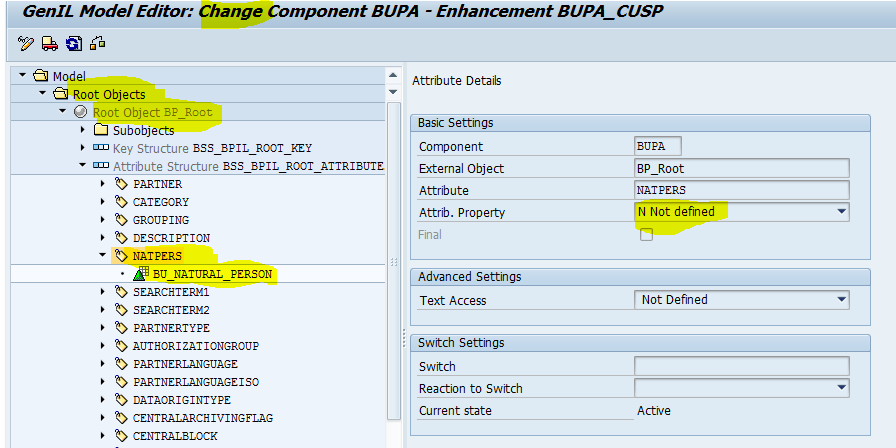 GenIL Model Editor: Change Component BUPA - Enhancement BUPA_CUSP
Model
Root Objects
Root Object BP_Root
Subobjects
Key Structure BSS_BPIL_ROOT_KEY
Attribute Structure BSS_BPIL_ROOT_ATTRIBUTE
PARTNER
CATEGORY
GROUPING
DESCRIPTION
NATPERS
BU_NATURAL_PERSON
SEARCHTERM1
SEARCHTERM2
PARTNERTYPE
AUTHORIZATIONGROUP
PARTNERLANGUAGE
PARTNERLANGUAGEISO
DATAORIGINTYPE
CENTRALARCHIVINGFLAG
CENTRALBLOCK
Attribute Details
Basic Settings
Component BUPA
External Object BP_Root
Attribute NATPERS
Attrib. Property N Not defined
Final
Advanced Settings
Text Access Not Defined
Switch Settings
Switch
Reaction to Switch
Current state Active